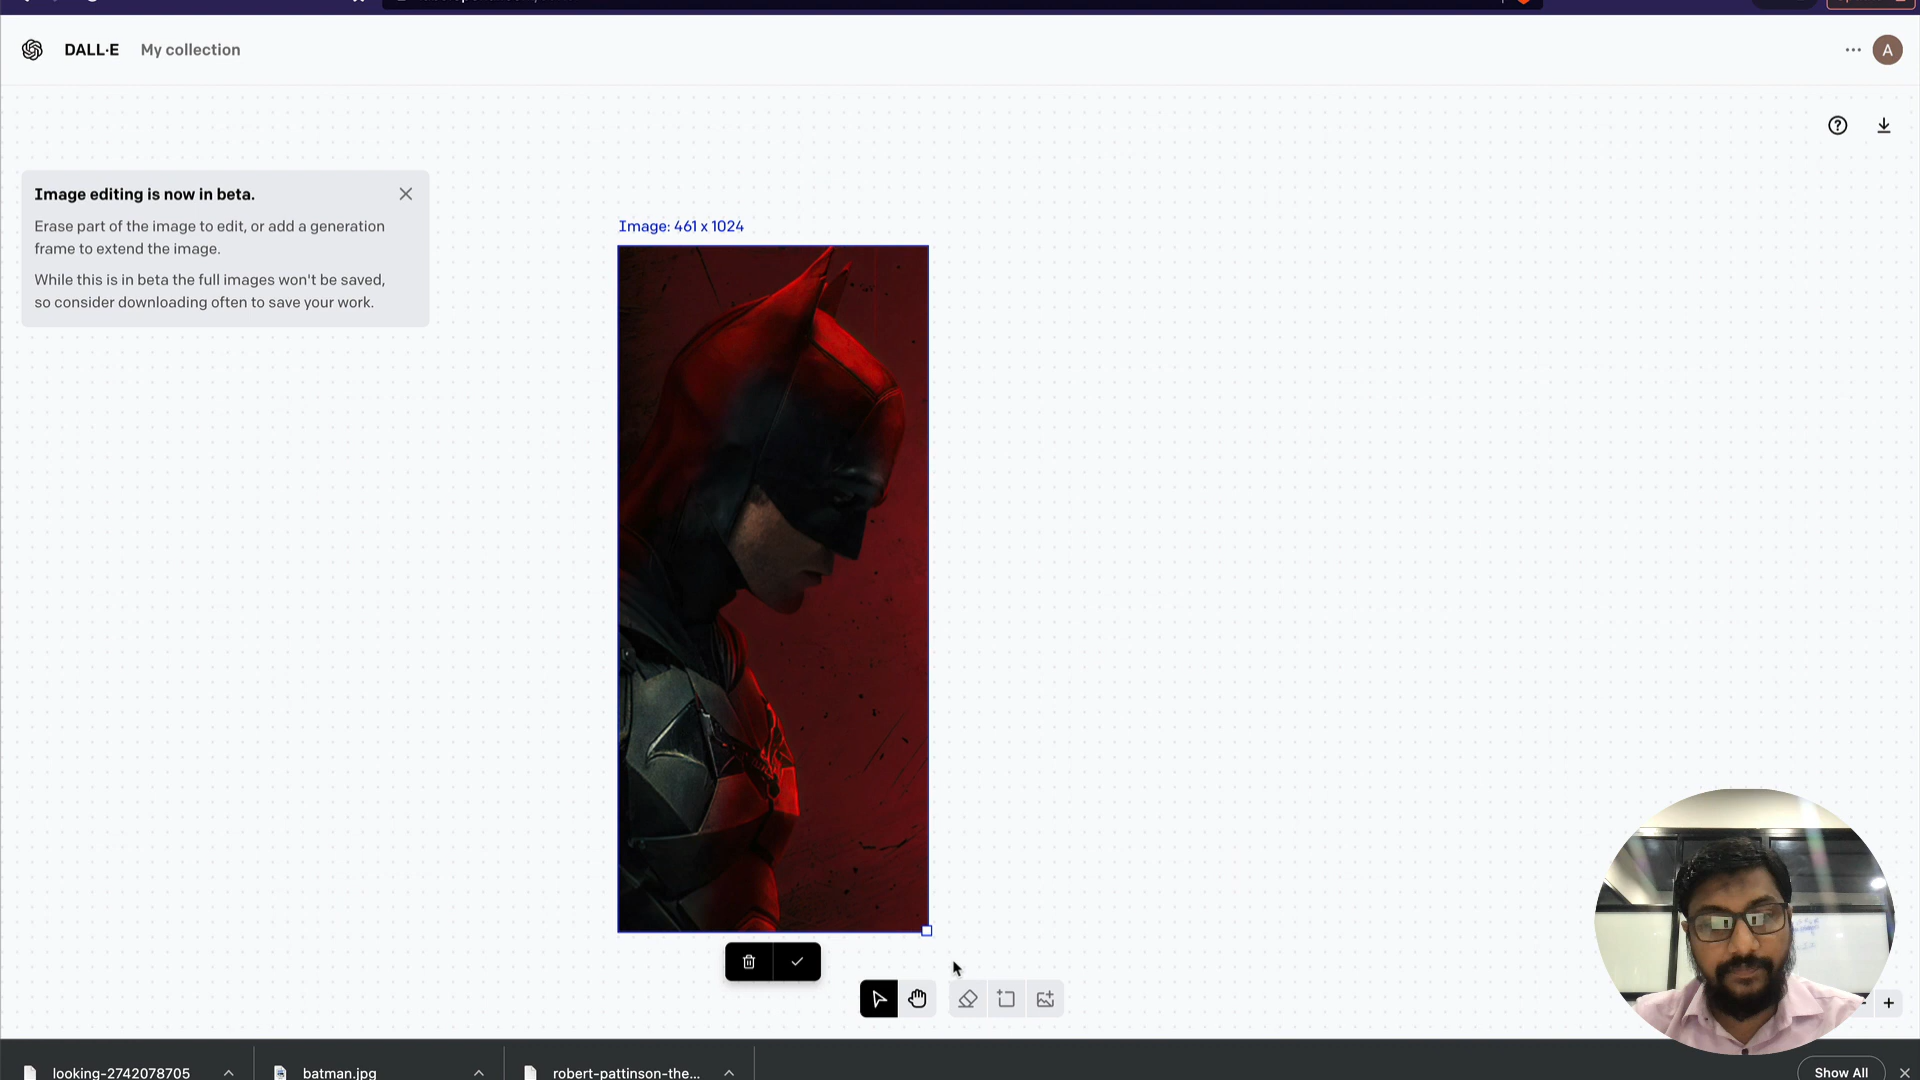 DALL·E
My collection
A
Image editing is now in beta.
Erase part of the image to edit, or add a generation
frame to extend the image.
While this is in beta the full images won't be saved,
so consider downloading often to save your work.
Image: 461 x 1024
looking-2742078705
batman.jpg
robert-pattinson-the...
Show All